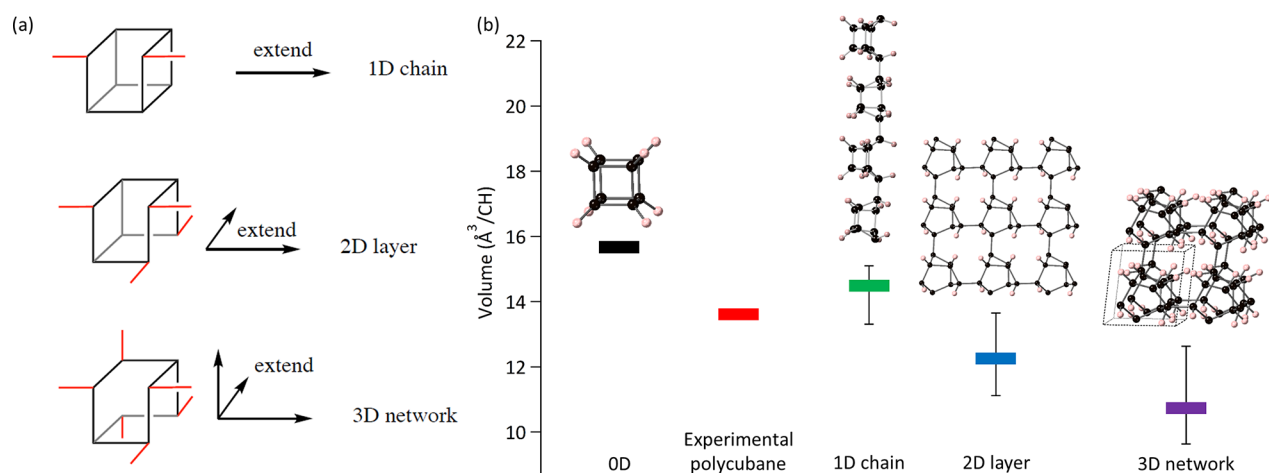 (a)
extend
1D chain
extend
2D layer
extend
3D network
(b)
Volume (Å³/CH)
22
20
18
16
14
12
10
0D
Experimental
polycubane
1D chain
2D layer
3D network